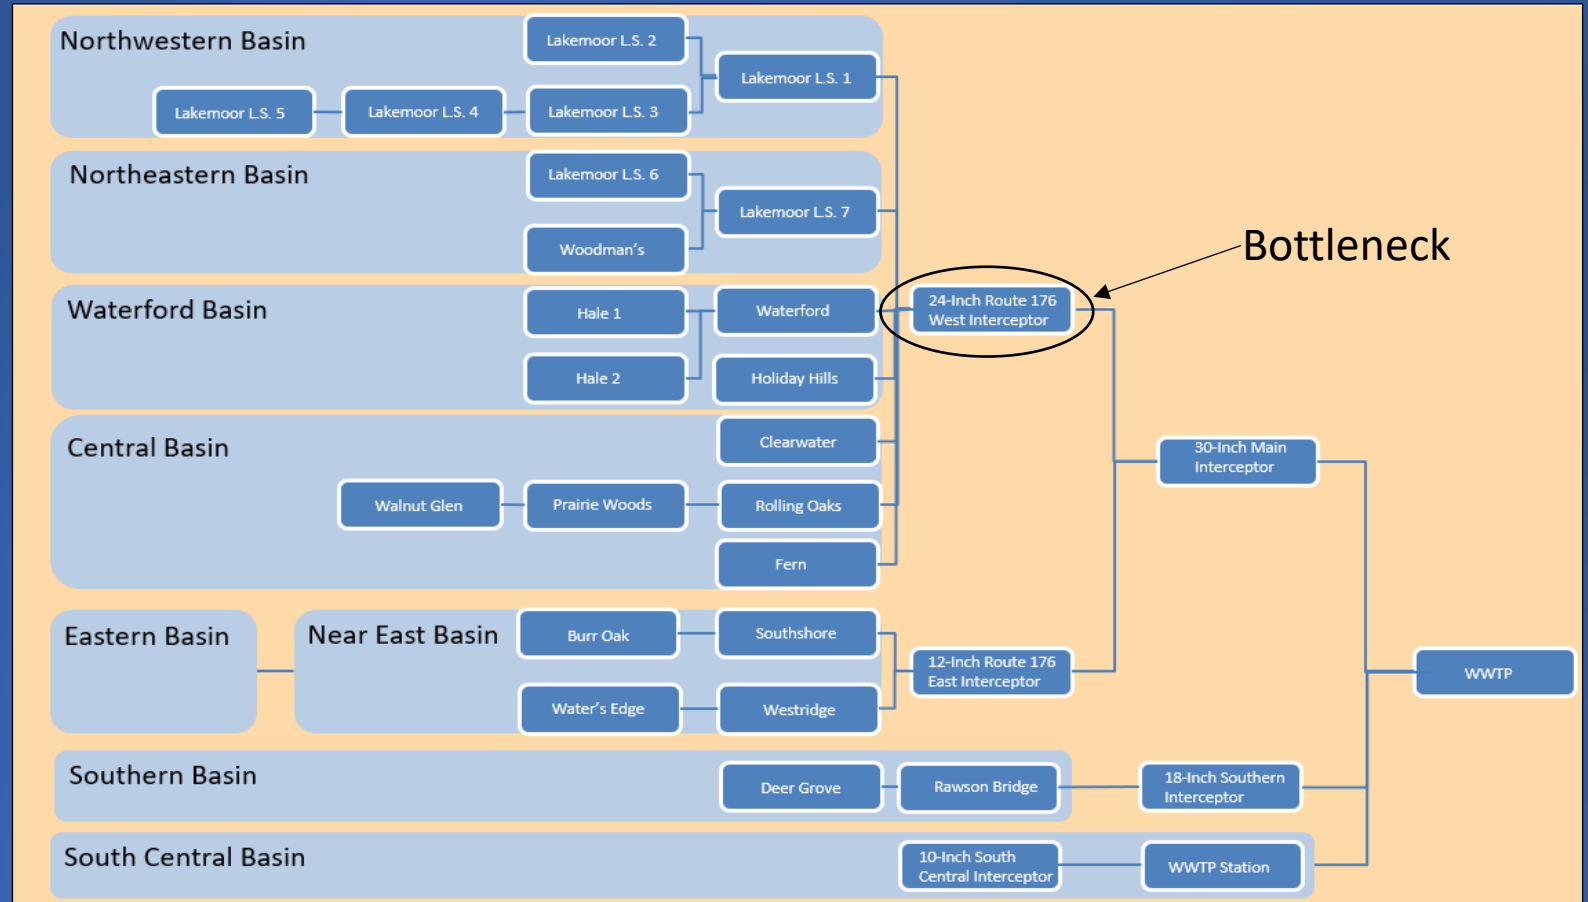 Northwestern Basin
Lakemoor L.S. 2
Lakemoor L.S. 1
Lakemoor L.S. 5
Lakemoor L.S. 4
Lakemoor L.S. 3
Northeastern Basin
Lakemoor L.S. 6
Lakemoor L.S. 7
Woodman's
Bottleneck
Waterford Basin
Hale 1
Waterford
24-Inch Route 176
West Interceptor
Hale 2
Holiday Hills
Central Basin
Clearwater
30-Inch Main
Interceptor
Walnut Glen
Prairie Woods
Rolling Oaks
Fern
Eastern Basin
Near East Basin
Burr Oak
Southshore
12-Inch Route 176
East Interceptor
WWTP
Water's Edge
Westridge
Southern Basin
Deer Grove
Rawson Bridge
18-Inch Southern
Interceptor
South Central Basin
10-Inch South
Central Interceptor
WWTP Station